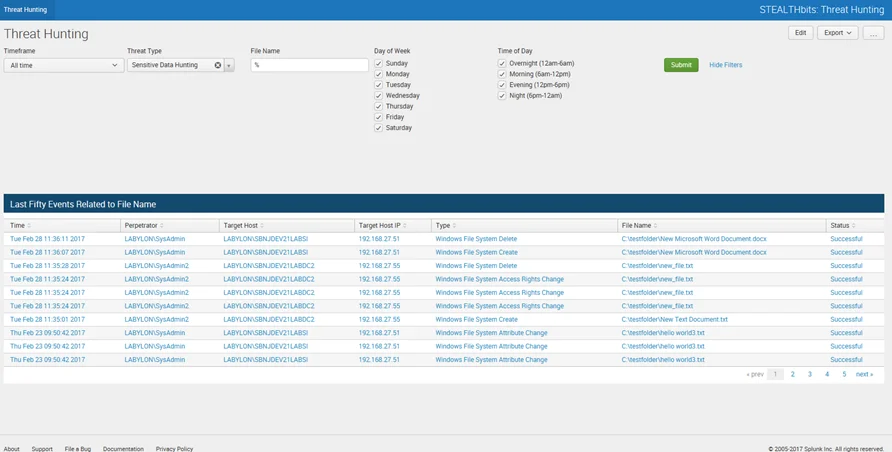 Threat Hunting STEALTHbits: Threat Hunting
Threat Hunting Edit Export ...
Timeframe Threat Type File Name Day of Week Time of Day
All time Sensitive Data Hunting % Sunday Overnight (12am-6am) Submit Hide Filters
Monday Morning (6am-12pm)
Tuesday Evening (12pm-6pm)
Wednesday Night (6pm-12am)
Thursday
Friday
Saturday
Last Fifty Events Related to File Name
Time Perpetrator Target Host Target Host IP Type File Name Status
Tue Feb 28 11:36:11 2017 LABYLON\SysAdmin LABYLON\SBNJDEV21LABSI 192.168.27.51 Windows File System Delete C:\testfolder\New Microsoft Word Document.docx Successful
Tue Feb 28 11:36:07 2017 LABYLON\SysAdmin LABYLON\SBNJDEV21LABSI 192.168.27.51 Windows File System Create C:\testfolder\New Microsoft Word Document.docx Successful
Tue Feb 28 11:35:28 2017 LABYLON\SysAdmin2 LABYLON\SBNJDEV21LABDC2 192.168.27.55 Windows File System Delete C:\testfolder\new_file.txt Successful
Tue Feb 28 11:35:24 2017 LABYLON\SysAdmin2 LABYLON\SBNJDEV21LABDC2 192.168.27.55 Windows File System Access Rights Change C:\testfolder\new_file.txt Successful
Tue Feb 28 11:35:24 2017 LABYLON\SysAdmin2 LABYLON\SBNJDEV21LABDC2 192.168.27.55 Windows File System Access Rights Change C:\testfolder\new_file.txt Successful
Tue Feb 28 11:35:24 2017 LABYLON\SysAdmin2 LABYLON\SBNJDEV21LABDC2 192.168.27.55 Windows File System Access Rights Change C:\testfolder\new_file.txt Successful
Tue Feb 28 11:35:01 2017 LABYLON\SysAdmin2 LABYLON\SBNJDEV21LABDC2 192.168.27.55 Windows File System Create C:\testfolder\New Text Document.txt Successful
Thu Feb 23 09:50:42 2017 LABYLON\SysAdmin LABYLON\SBNJDEV21LABSI 192.168.27.51 Windows File System Attribute Change C:\testfolder\hello world3.txt Successful
Thu Feb 23 09:50:42 2017 LABYLON\SysAdmin LABYLON\SBNJDEV21LABSI 192.168.27.51 Windows File System Attribute Change C:\testfolder\hello world3.txt Successful
Thu Feb 23 09:50:42 2017 LABYLON\SysAdmin LABYLON\SBNJDEV21LABSI 192.168.27.51 Windows File System Attribute Change C:\testfolder\hello world3.txt Successful
« prev 1 2 3 4 5 next »
About Support File a Bug Documentation Privacy Policy © 2005-2017 Splunk Inc. All rights reserved.